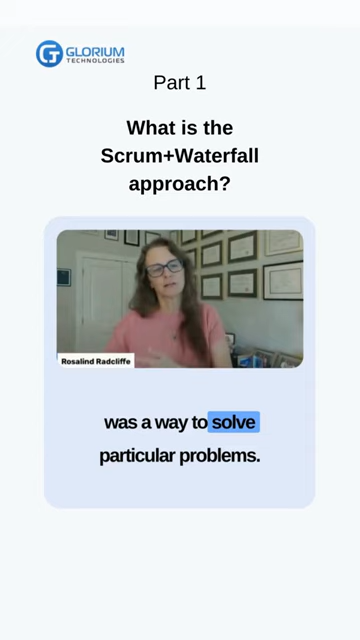 GLORIUM
TECHNOLOGIES
Part 1
What is the
Scrum+Waterfall
approach?
Rosalind Radcliffe
was a way to solve
particular problems.